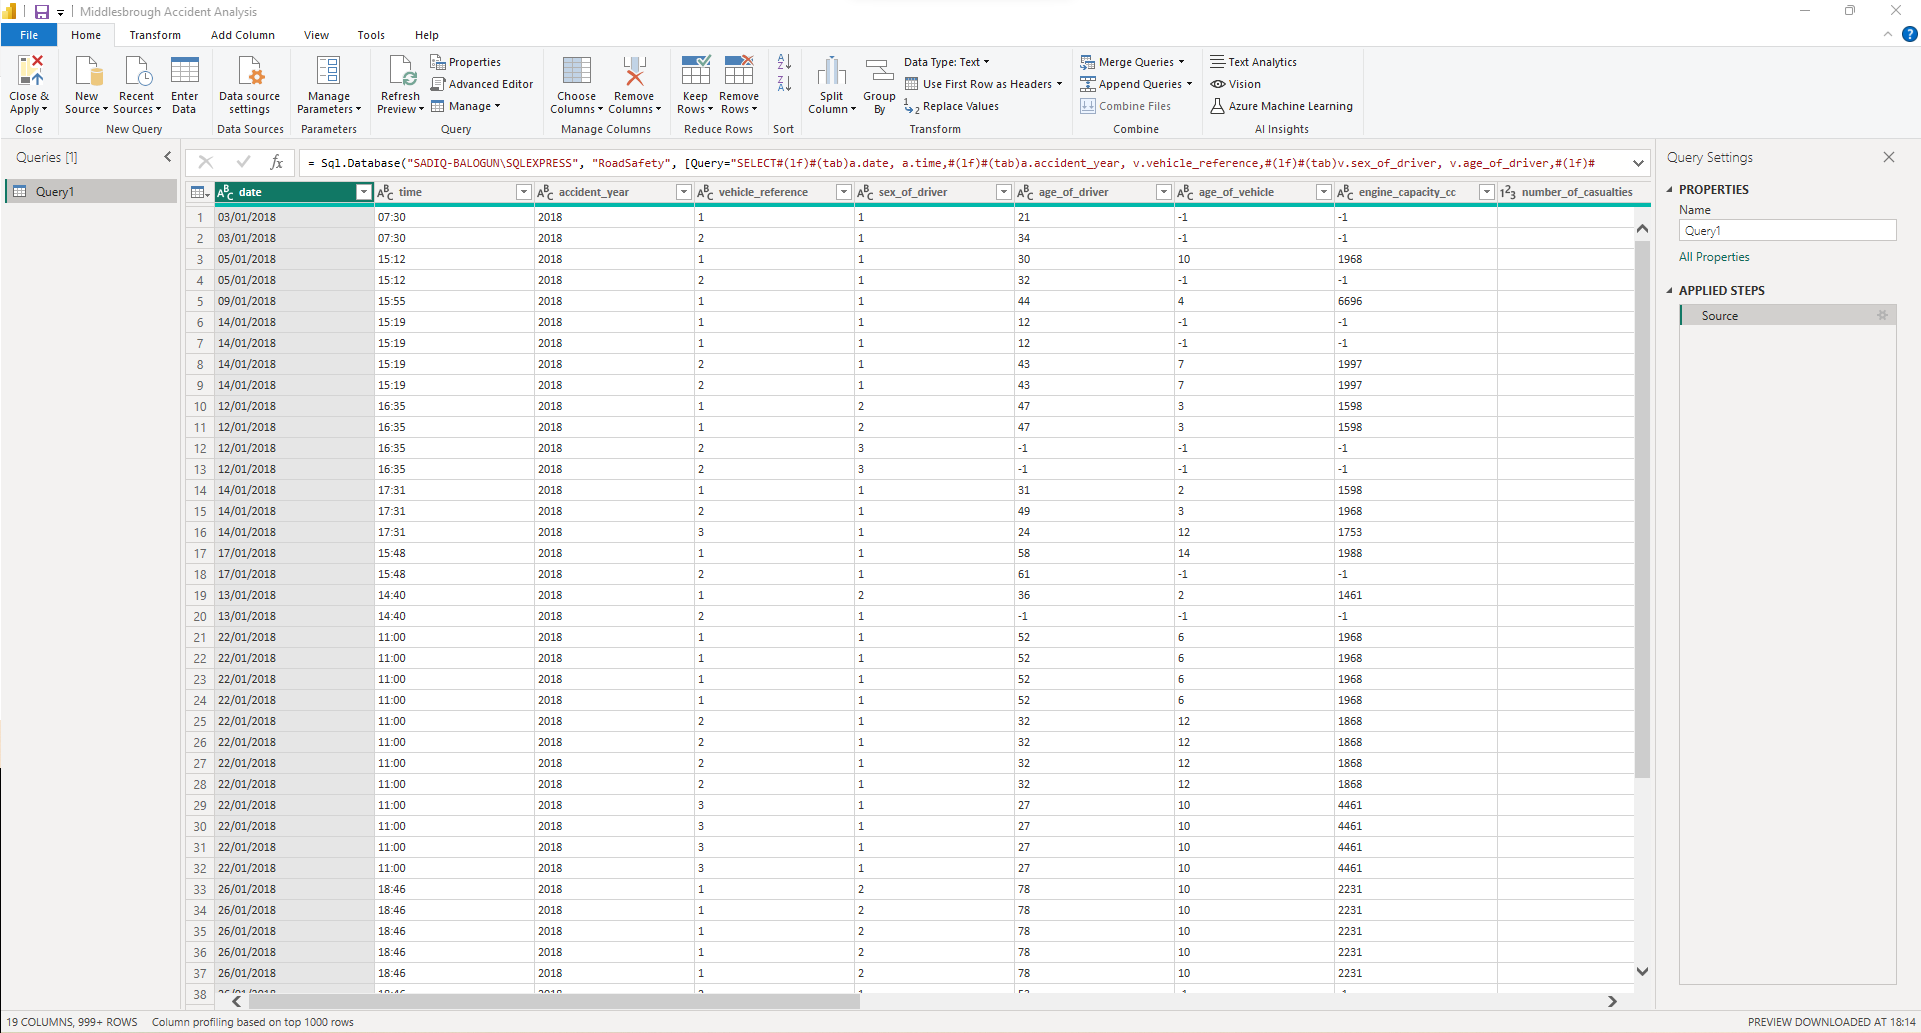 Middlesbrough Accident Analysis
File Home Transform Add Column View Tools Help
Close & Apply
Close
New Source
Recent Sources
Enter Data
New Query
Data source settings
Data Sources
Manage Parameters
Parameters
Refresh Preview
Properties
Advanced Editor
Manage
Query
Choose Columns
Remove Columns
Manage Columns
Keep Rows
Remove Rows
Reduce Rows
Sort
Split Column
Group By
Data Type: Text
Use First Row as Headers
Replace Values
Transform
Merge Queries
Append Queries
Combine Files
Combine
Text Analytics
Vision
Azure Machine Learning
AI Insights
Queries [1]
Query1
= Sql.Database("SADIQ-BALOGUN\SQLEXPRESS", "RoadSafety", [Query="SELECT#(lf)#(tab)a.date, a.time,#(lf)#(tab)a.accident_year, v.vehicle_reference,#(lf)#(tab)v.sex_of_driver, v.age_of_driver,#(lf)#
date time accident_year vehicle_reference sex_of_driver age_of_driver age_of_vehicle engine_capacity_cc number_of_casualties
1 03/01/2018 07:30 2018 1 1 21 -1 -1
2 03/01/2018 07:30 2018 2 1 34 -1 -1
3 05/01/2018 15:12 2018 1 1 30 10 1968
4 05/01/2018 15:12 2018 2 1 32 -1 -1
5 09/01/2018 15:55 2018 1 1 44 4 6696
6 14/01/2018 15:19 2018 1 1 12 -1 -1
7 14/01/2018 15:19 2018 1 1 12 -1 -1
8 14/01/2018 15:19 2018 2 1 43 7 1997
9 14/01/2018 15:19 2018 2 1 43 7 1997
10 12/01/2018 16:35 2018 1 2 47 3 1598
11 12/01/2018 16:35 2018 1 2 47 3 1598
12 12/01/2018 16:35 2018 2 3 -1 -1 -1
13 12/01/2018 16:35 2018 2 3 -1 -1 -1
14 14/01/2018 17:31 2018 1 1 31 2 1598
15 14/01/2018 17:31 2018 2 1 49 3 1968
16 14/01/2018 17:31 2018 3 1 24 12 1753
17 17/01/2018 15:48 2018 1 1 58 14 1988
18 17/01/2018 15:48 2018 2 1 61 -1 -1
19 13/01/2018 14:40 2018 1 2 36 2 1461
20 13/01/2018 14:40 2018 2 1 -1 -1 -1
21 22/01/2018 11:00 2018 1 1 52 6 1968
22 22/01/2018 11:00 2018 1 1 52 6 1968
23 22/01/2018 11:00 2018 1 1 52 6 1968
24 22/01/2018 11:00 2018 1 1 52 6 1968
25 22/01/2018 11:00 2018 2 1 32 12 1868
26 22/01/2018 11:00 2018 2 1 32 12 1868
27 22/01/2018 11:00 2018 2 1 32 12 1868
28 22/01/2018 11:00 2018 2 1 32 12 1868
29 22/01/2018 11:00 2018 3 1 27 10 4461
30 22/01/2018 11:00 2018 3 1 27 10 4461
31 22/01/2018 11:00 2018 3 1 27 10 4461
32 22/01/2018 11:00 2018 3 1 27 10 4461
33 26/01/2018 18:46 2018 1 2 78 10 2231
34 26/01/2018 18:46 2018 1 2 78 10 2231
35 26/01/2018 18:46 2018 1 2 78 10 2231
36 26/01/2018 18:46 2018 1 2 78 10 2231
37 26/01/2018 18:46 2018 1 2 78 10 2231
38
Query Settings
PROPERTIES
Name
Query1
All Properties
APPLIED STEPS
Source
19 COLUMNS, 999+ ROWS Column profiling based on top 1000 rows
PREVIEW DOWNLOADED AT 18:14